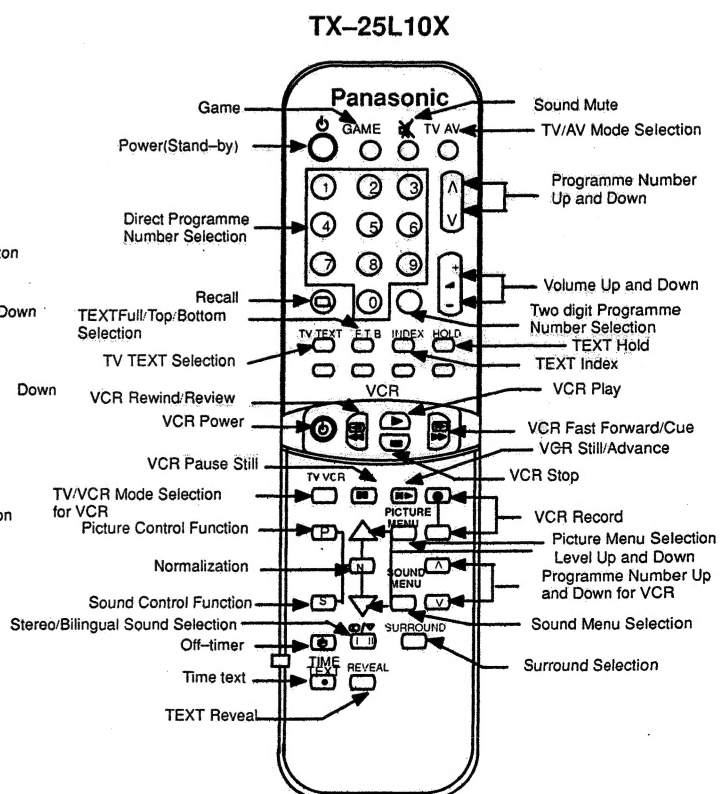 TX–25L10X
Panasonic
Game
Sound Mute
GAME
TV AV
TV/AV Mode Selection
Power(Stand–by)
1
2
3
Programme Number
Up and Down
Direct Programme
Number Selection
4
5
6
7
8
9
+
–
Volume Up and Down
Recall
0
Two digit Programme
Number Selection
TEXTFull/Top/Bottom
Selection
TV TEXT
F.T.B
INDEX
HOLD
TEXT Hold
TV TEXT Selection
TEXT Index
Down
Down
VCR
VCR Rewind/Review
VCR Play
VCR Power
VCR Fast Forward/Cue
VCR Still/Advance
VCR Pause Still
VCR Stop
TV VCR
TV/VCR Mode Selection
for VCR
PICTURE
MENU
VCR Record
Picture Control Function
P
Picture Menu Selection
Level Up and Down
Normalization
N
SOUND
MENU
Programme Number Up
and Down for VCR
Sound Control Function
S
Sound Menu Selection
Stereo/Bilingual Sound Selection
I II
SURROUND
Off–timer
Surround Selection
TIME
TEXT
REVEAL
Time text
TEXT Reveal